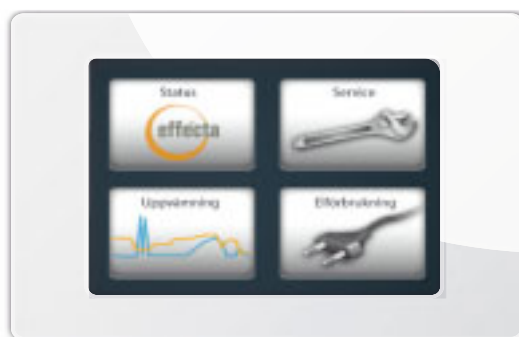 Status
Service
effecta
Uppvärmning
Elförbrukning